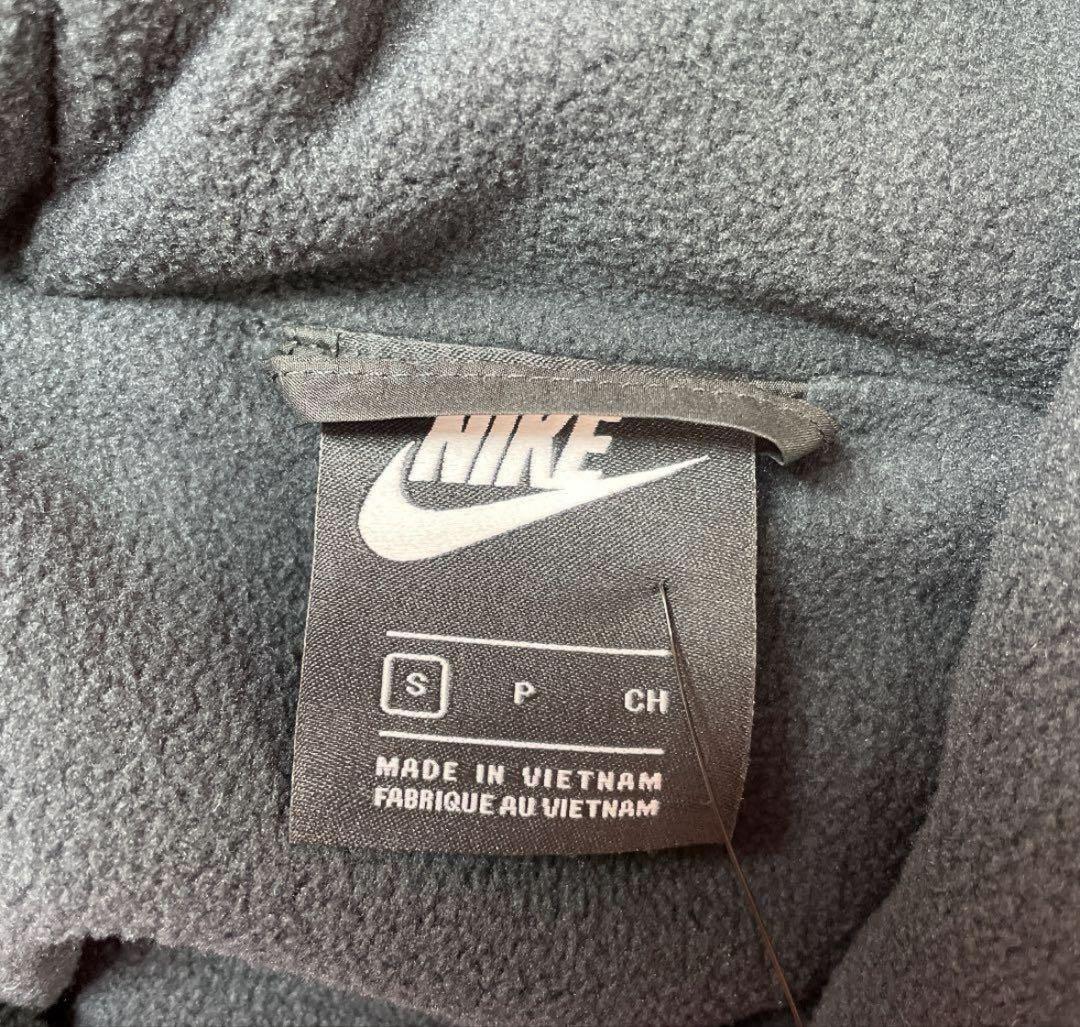 NIKE
S P CH
MADE IN VIETNAM
FABRIQUE AU VIETNAM